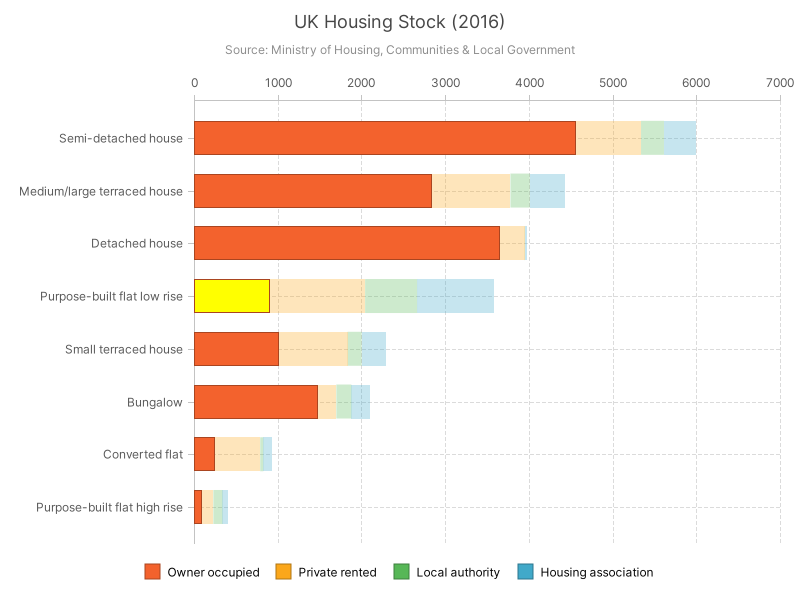 UK Housing Stock (2016)
Source: Ministry of Housing, Communities & Local Government
0 1000 2000 3000 4000 5000 6000 7000
Semi-detached house
Medium/large terraced house
Detached house
Purpose-built flat low rise
Small terraced house
Bungalow
Converted flat
Purpose-built flat high rise
Owner occupied Private rented Local authority Housing association